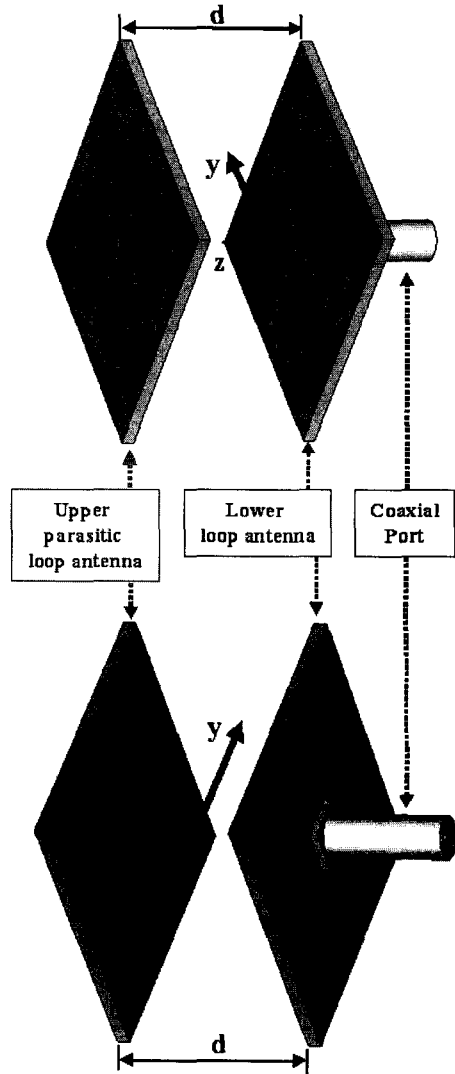 d
y
z
Upper
parasitic
loop antenna
Lower
loop antenna
Coaxial
Port
y
d